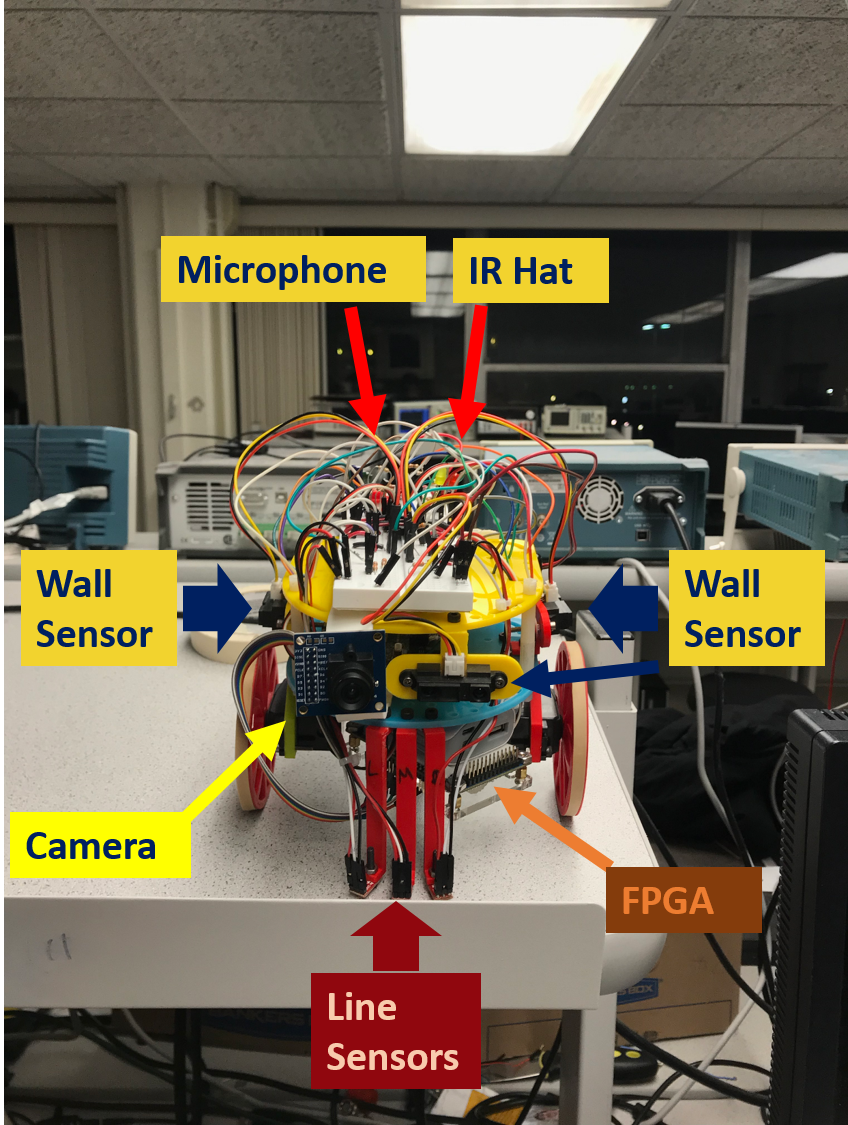 Microphone
IR Hat
Wall
Sensor
Wall
Sensor
L
M
Camera
FPGA
Line
Sensors